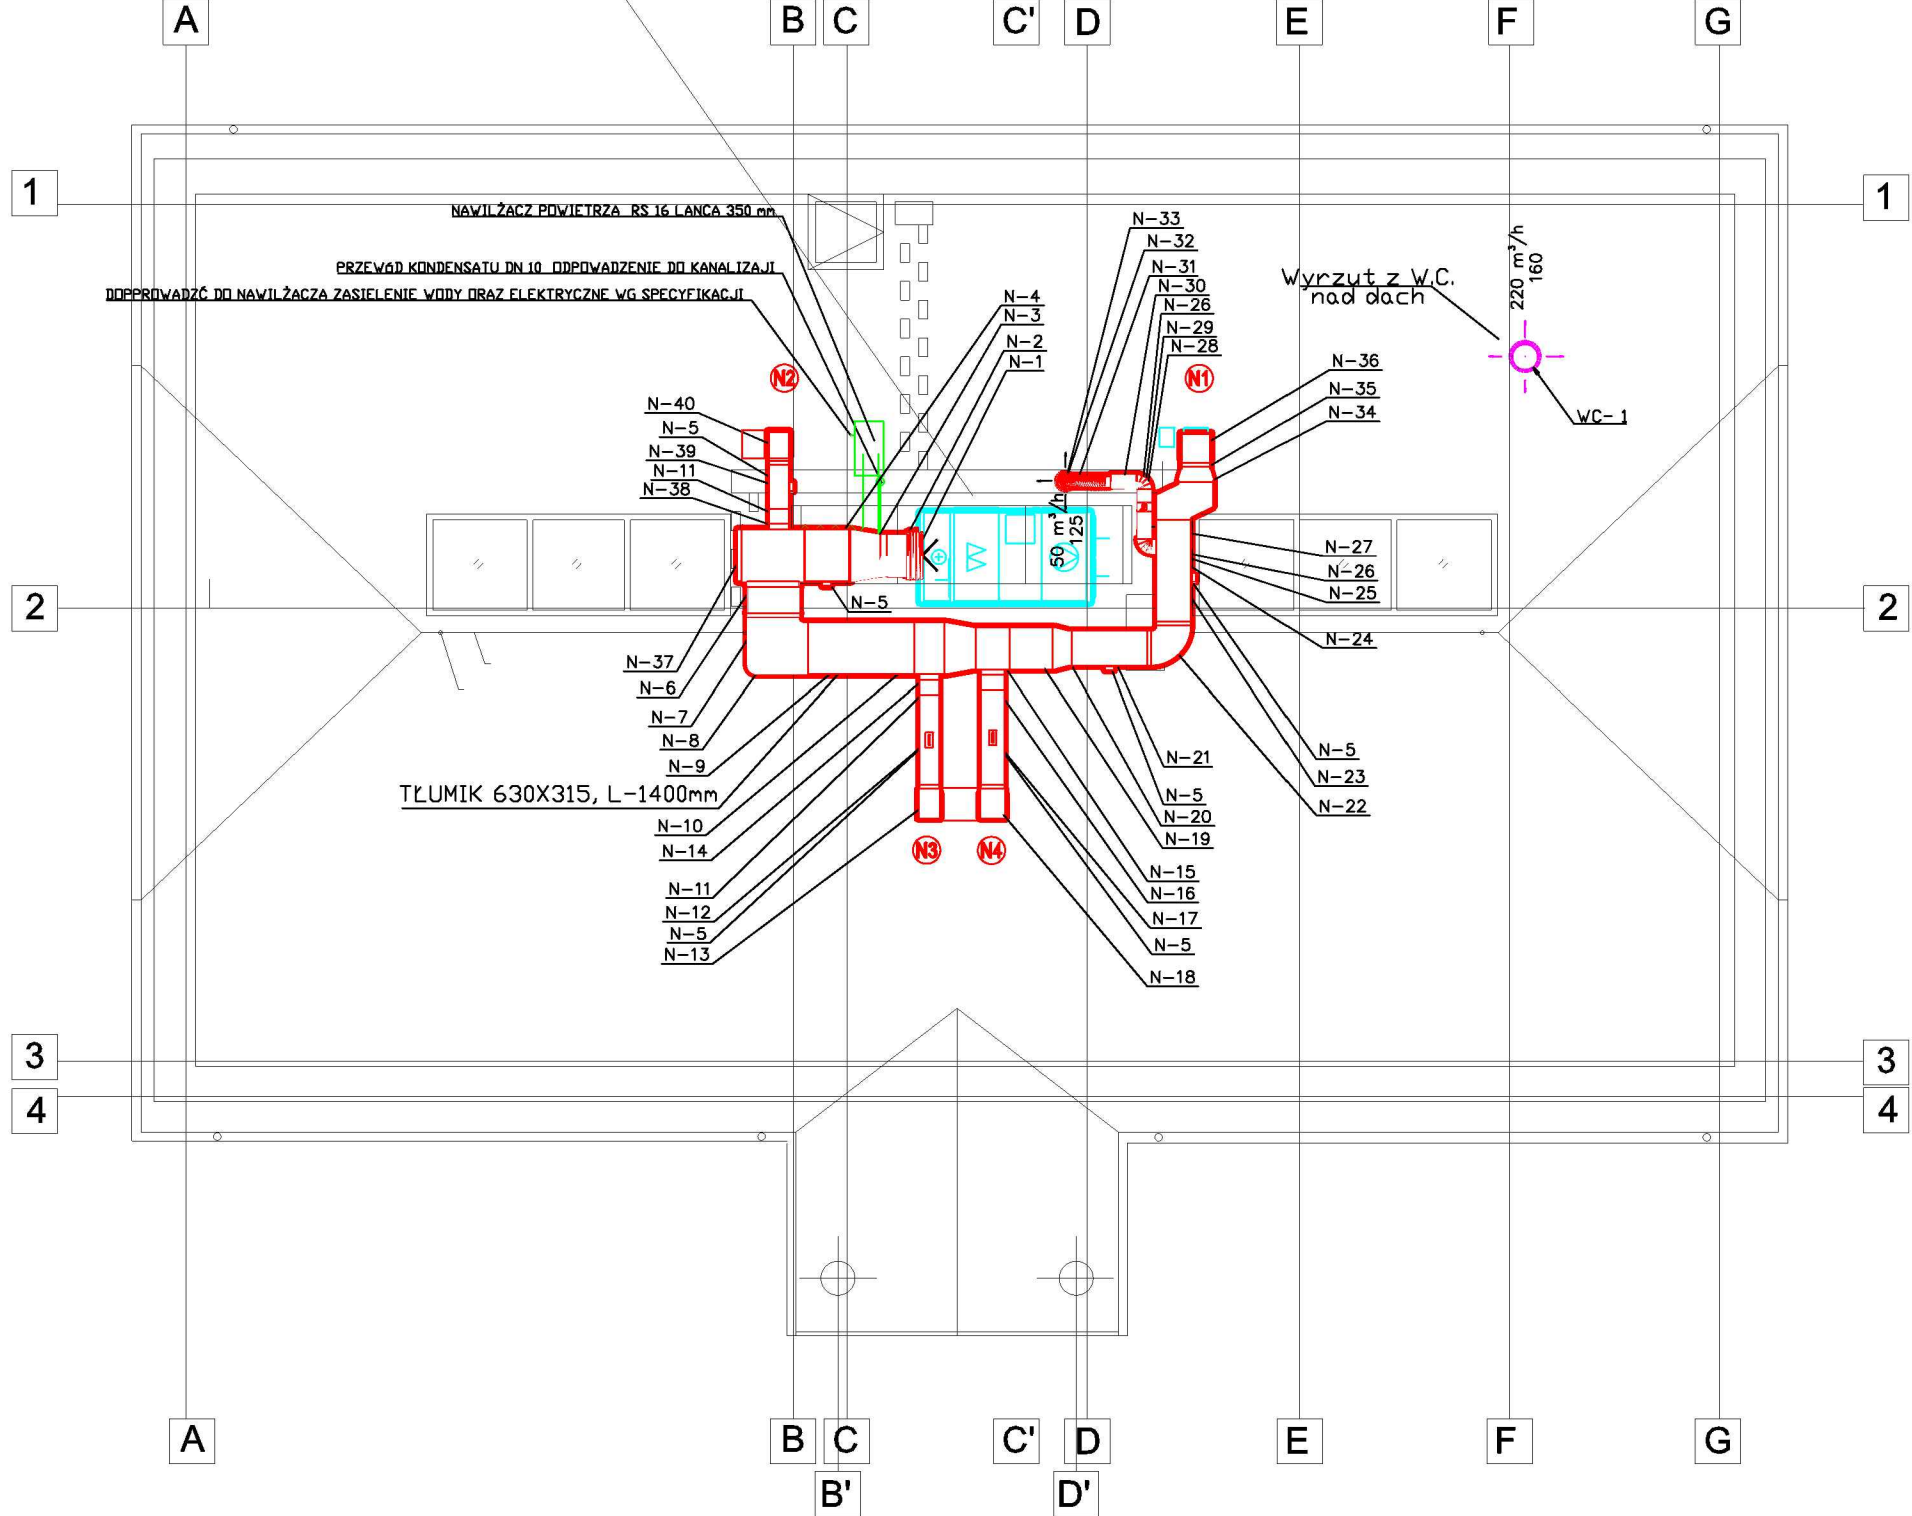 A
B
C
C'
D
E
F
G
1
1
NAWILŻACZ POWIETRZA RS 16 LANCA 350 mm
PRZEWÓD KONDENSATU DN 10 ODPOWADZENIE DO KANALIZAJI
DOPPROWADZĆ DO NAWILŻACZA ZASIELENIE WODY ORAZ ELEKTRYCZNE WG SPECYFIKACJI
N-33
N-32
N-31
N-30
N-26
N-29
N-28
N-4
N-3
N-2
N-1
Wyrzut z W.C.
nad dach
220 m³/h
160
WC-1
N2
N1
N-36
N-35
N-34
N-40
N-5
N-39
N-11
N-38
50 m³/h
125
N-27
N-26
N-25
N-24
N-5
2
2
N-37
N-6
N-7
N-8
N-9
TŁUMIK 630X315, L-1400mm
N-10
N-14
N-11
N-12
N-5
N-13
N3
N4
N-21
N-5
N-20
N-19
N-15
N-16
N-17
N-5
N-18
N-5
N-23
N-22
3
3
4
4
A
B
C
C'
D
E
F
G
B'
D'